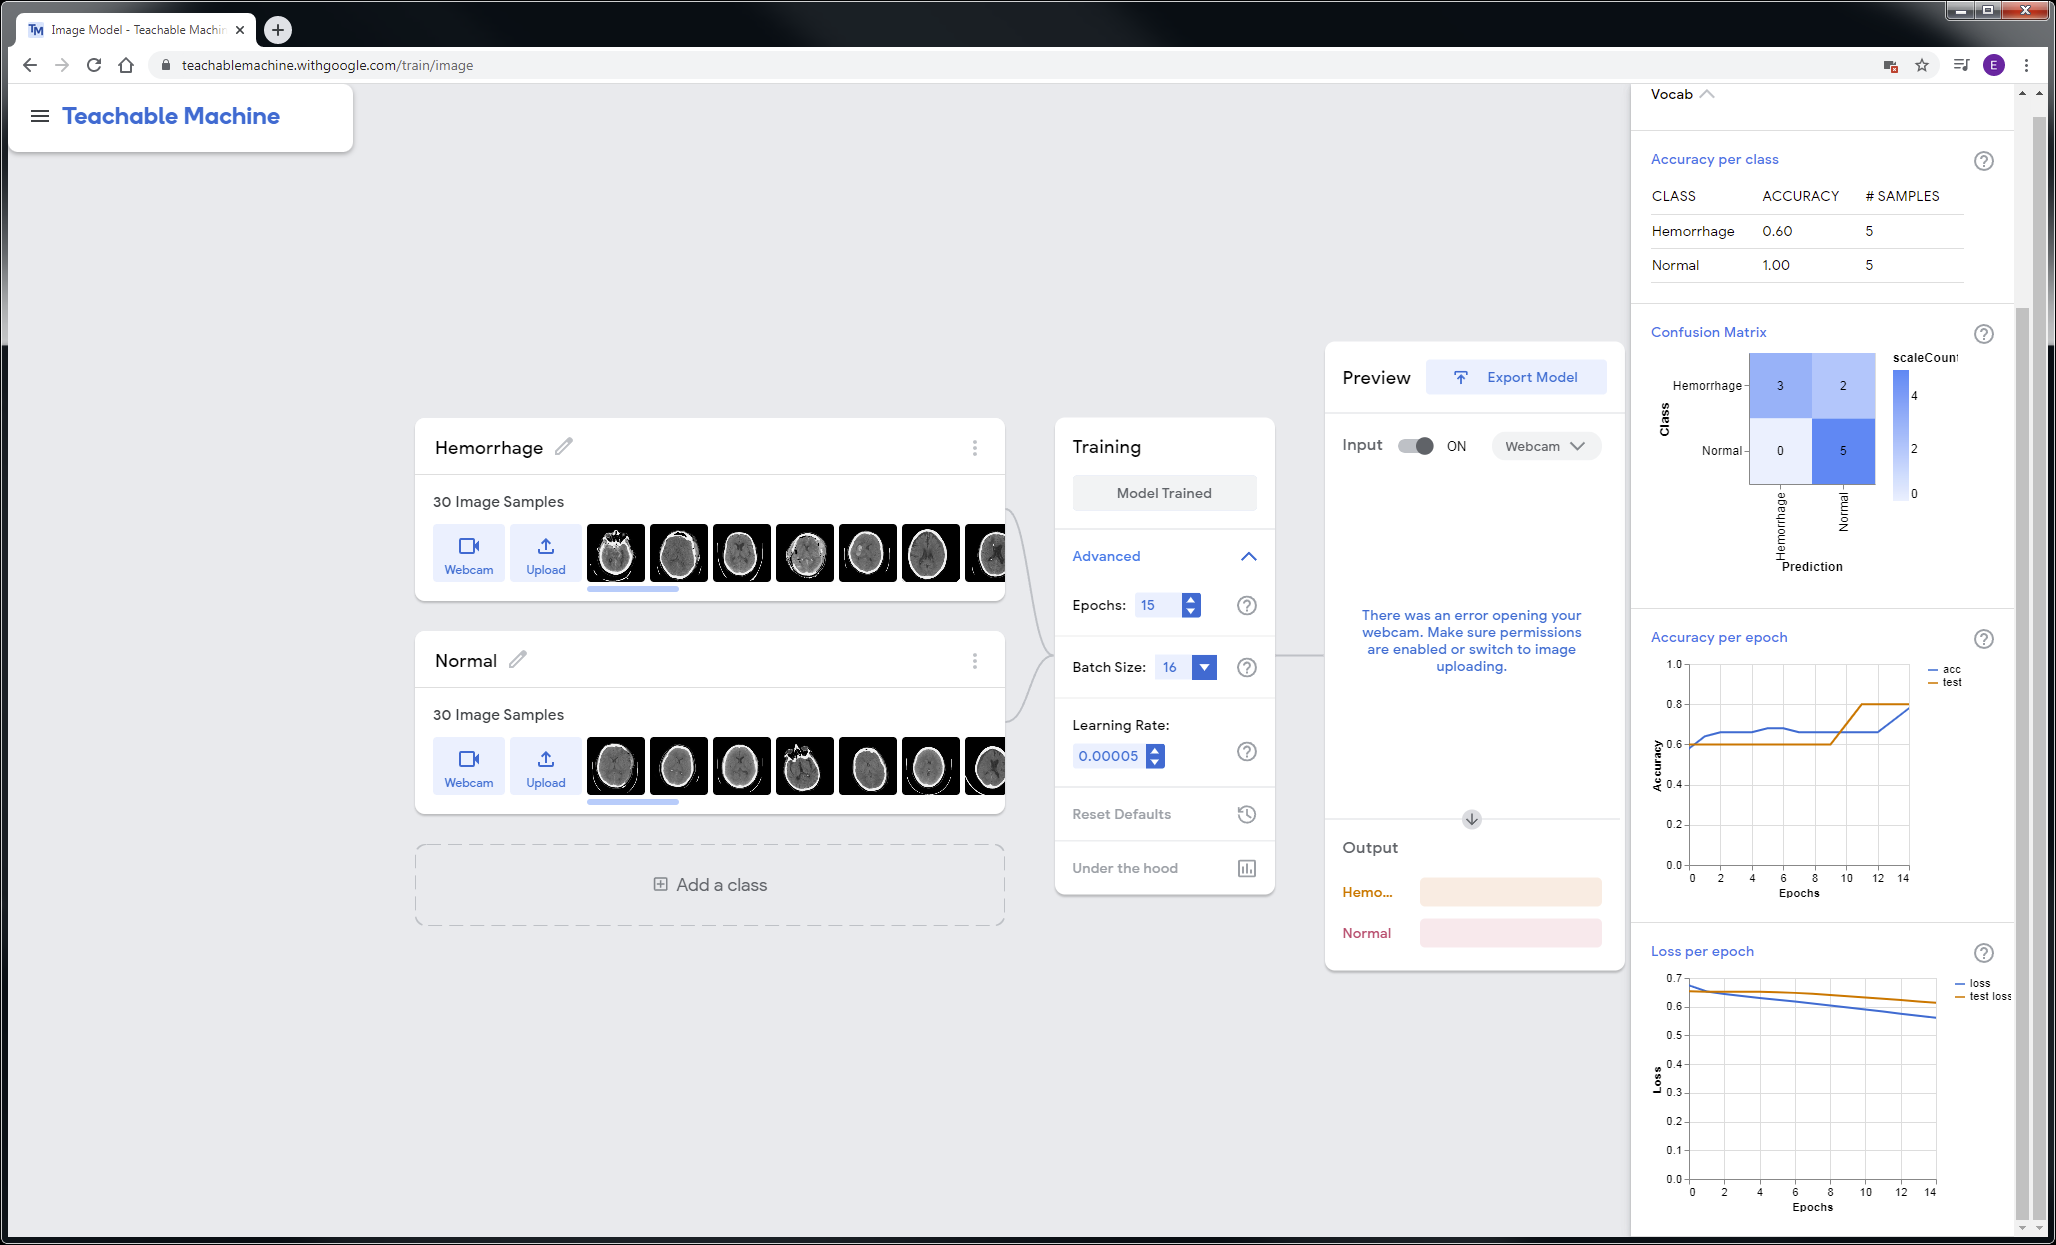 Image Model - Teachable Machin
teachablemachine.withgoogle.com/train/image
E
Teachable Machine
Hemorrhage
30 Image Samples
Webcam
Upload
Normal
30 Image Samples
Webcam
Upload
Add a class
Training
Model Trained
Advanced
Epochs: 15
Batch Size: 16
Learning Rate:
0.00005
Reset Defaults
Under the hood
Preview
Export Model
Input ON Webcam
There was an error opening your
webcam. Make sure permissions
are enabled or switch to image
uploading.
Output
Hemo...
Normal
Vocab
Accuracy per class
CLASS ACCURACY # SAMPLES
Hemorrhage 0.60 5
Normal 1.00 5
Confusion Matrix
scaleCount
Hemorrhage 3 2
Normal 0 5
Class
4
2
0
Hemorrhage
Normal
Prediction
Accuracy per epoch
acc
test
1.0
0.8
0.6
0.4
0.2
0.0
Accuracy
0 2 4 6 8 10 12 14
Epochs
Loss per epoch
loss
test loss
0.7
0.6
0.5
0.4
0.3
0.2
0.1
0.0
Loss
0 2 4 6 8 10 12 14
Epochs